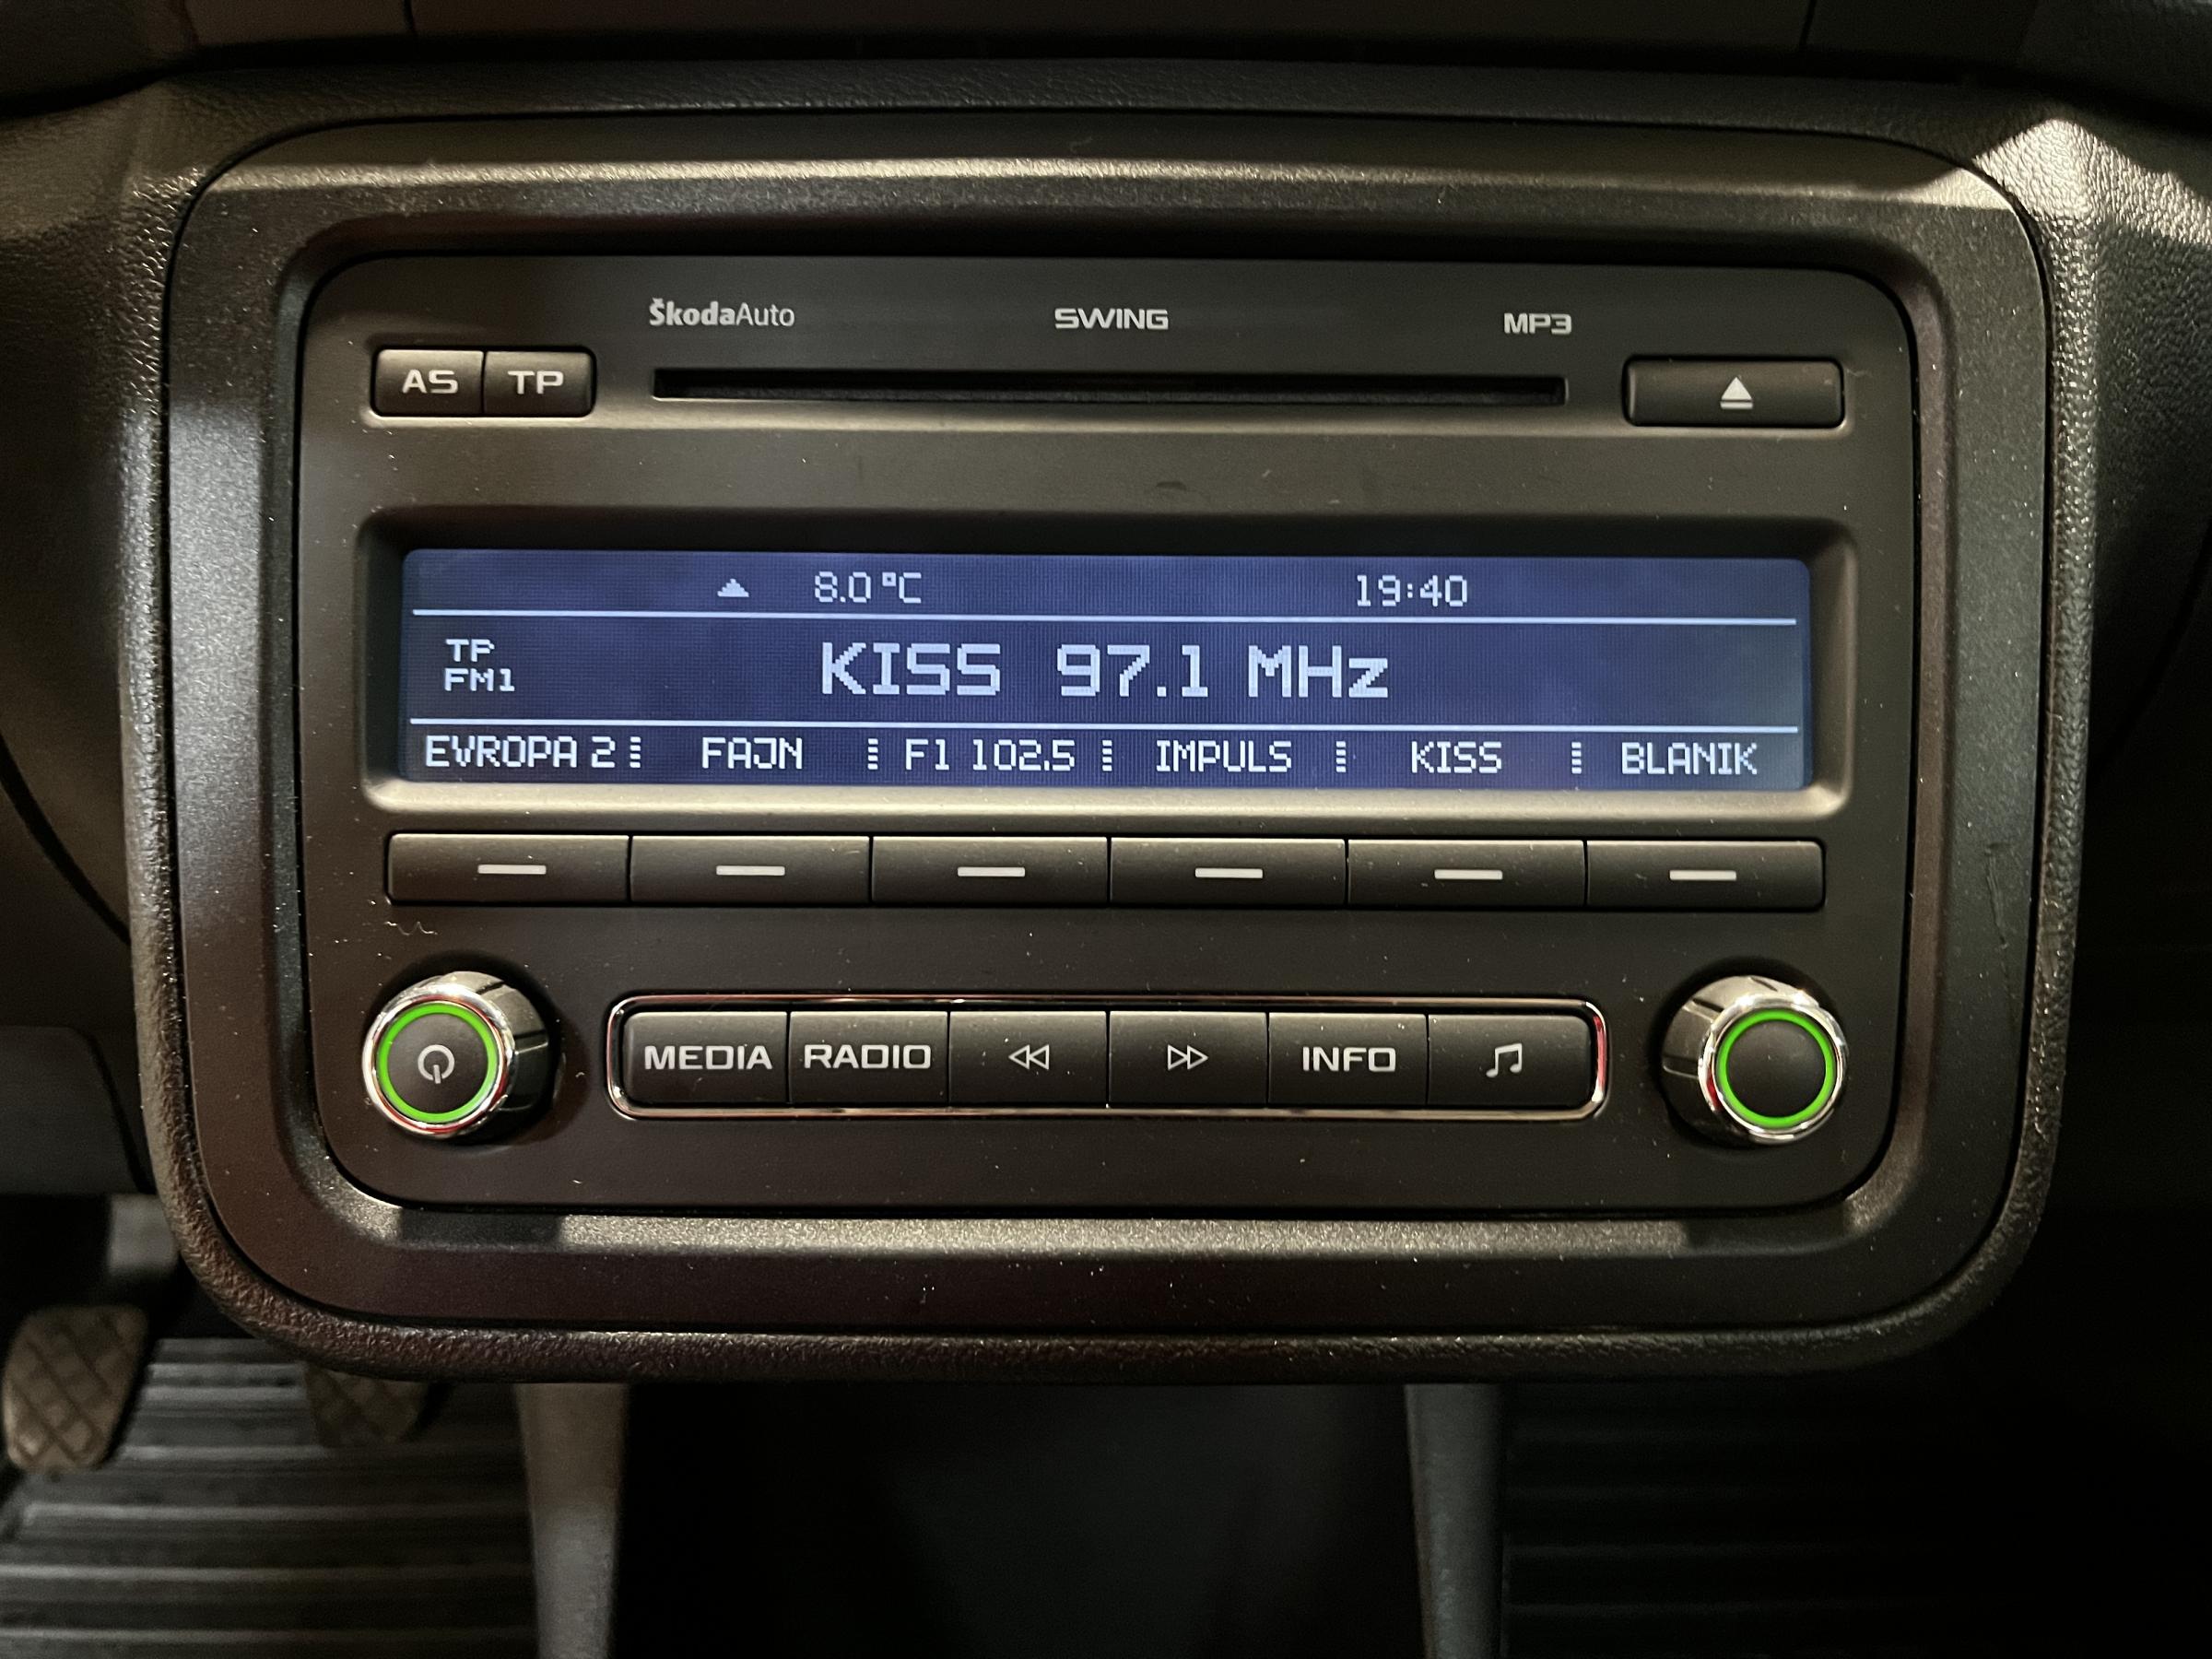 ŠkodaAuto SWING MP3
AS TP
8.0°C 19:40
TP
FM1
KISS 97.1 MHz
EVROPA 2 FAJN F1 102.5 IMPULS KISS BLANIK
MEDIA RADIO INFO